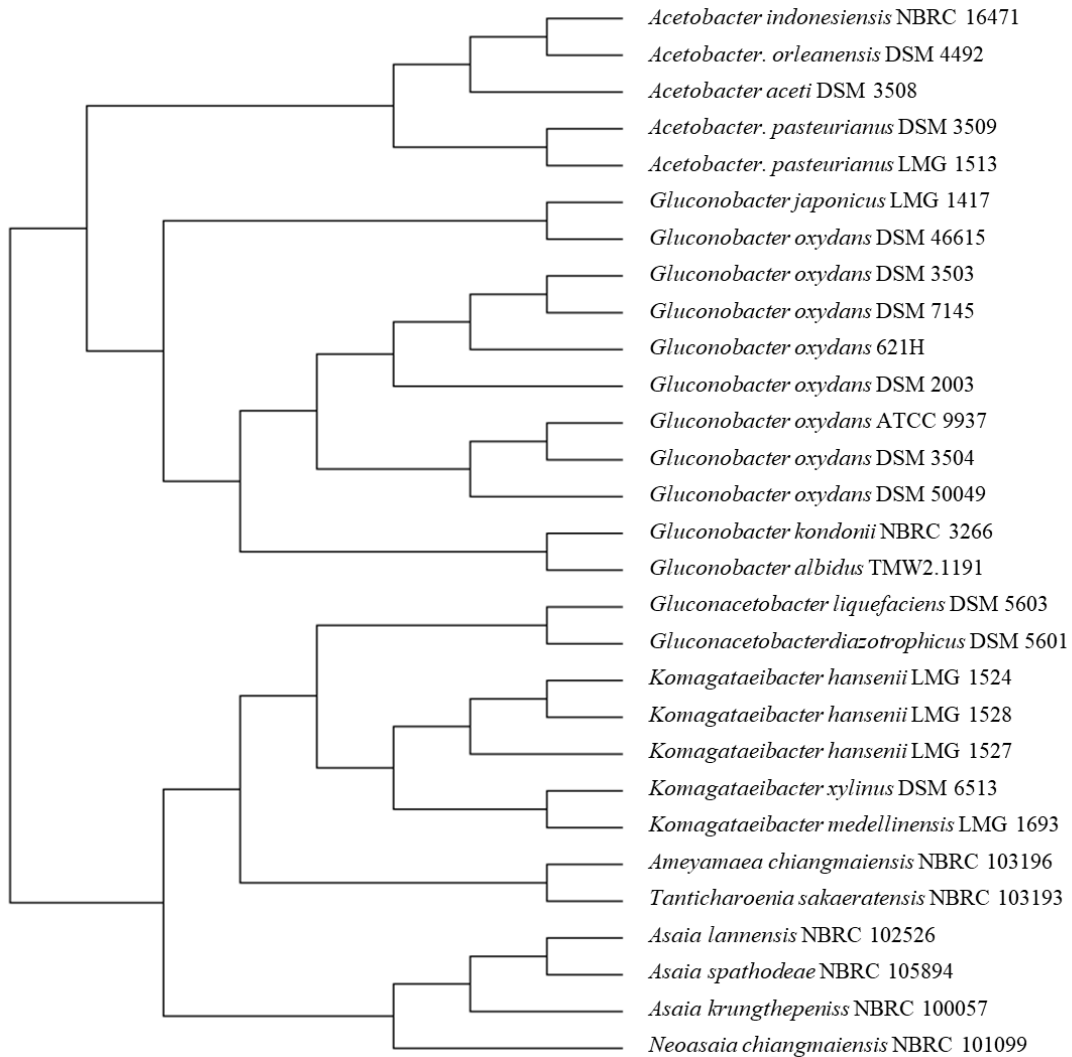 Acetobacter indonesiensis NBRC 16471
Acetobacter. orleanensis DSM 4492
Acetobacter aceti DSM 3508
Acetobacter. pasteurianus DSM 3509
Acetobacter. pasteurianus LMG 1513
Gluconobacter japonicus LMG 1417
Gluconobacter oxydans DSM 46615
Gluconobacter oxydans DSM 3503
Gluconobacter oxydans DSM 7145
Gluconobacter oxydans 621H
Gluconobacter oxydans DSM 2003
Gluconobacter oxydans ATCC 9937
Gluconobacter oxydans DSM 3504
Gluconobacter oxydans DSM 50049
Gluconobacter kondonii NBRC 3266
Gluconobacter albidus TMW2.1191
Gluconacetobacter liquefaciens DSM 5603
Gluconacetobacterdiazotrophicus DSM 5601
Komagataeibacter hansenii LMG 1524
Komagataeibacter hansenii LMG 1528
Komagataeibacter hansenii LMG 1527
Komagataeibacter xylinus DSM 6513
Komagataeibacter medellinensis LMG 1693
Ameyamaea chiangmaiensis NBRC 103196
Tanticharoenia sakaeratensis NBRC 103193
Asaia lannensis NBRC 102526
Asaia spathodeae NBRC 105894
Asaia krungthepeniss NBRC 100057
Neoasaia chiangmaiensis NBRC 101099